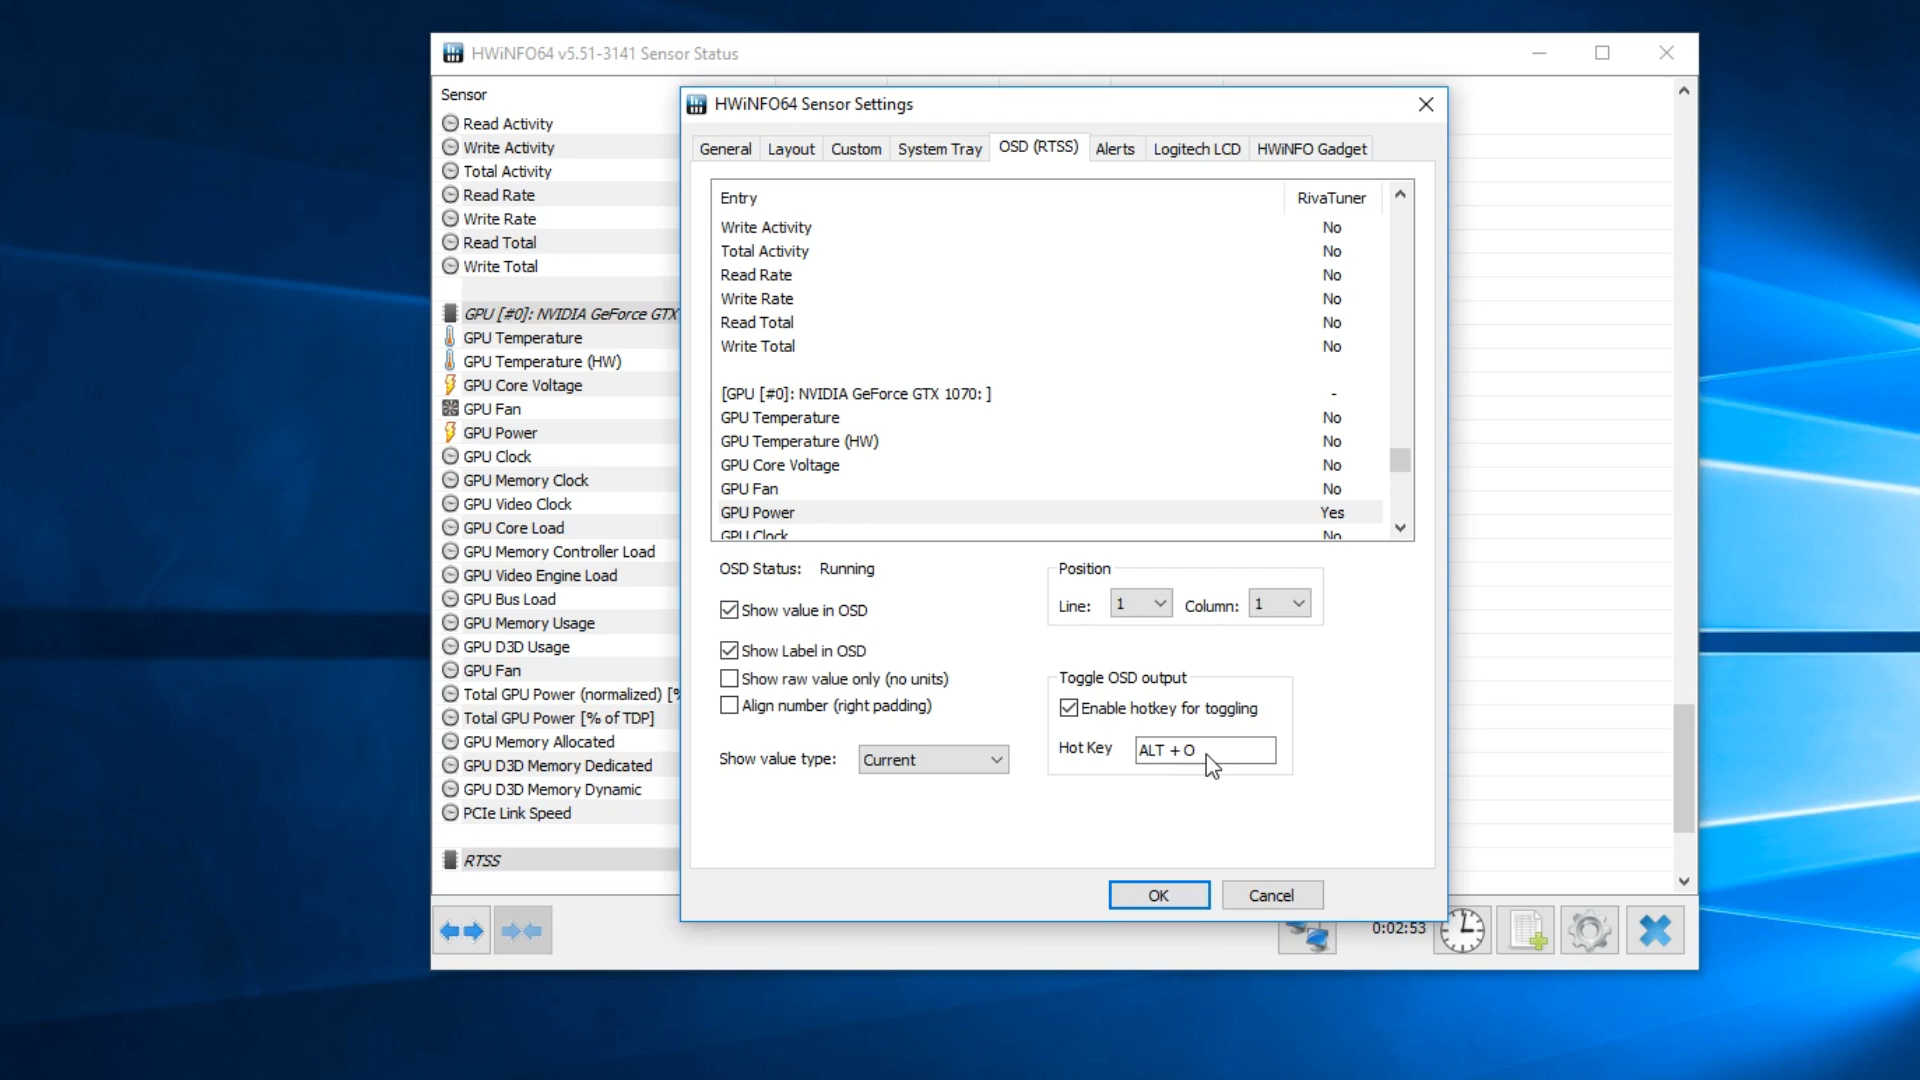 HWiNFO64 v5.51-3141 Sensor Status
Sensor
Read Activity
Write Activity
Total Activity
Read Rate
Write Rate
Read Total
Write Total
GPU [#0]: NVIDIA GeForce GTX
GPU Temperature
GPU Temperature (HW)
GPU Core Voltage
GPU Fan
GPU Power
GPU Clock
GPU Memory Clock
GPU Video Clock
GPU Core Load
GPU Memory Controller Load
GPU Video Engine Load
GPU Bus Load
GPU Memory Usage
GPU D3D Usage
GPU Fan
Total GPU Power (normalized) [%
Total GPU Power [% of TDP]
GPU Memory Allocated
GPU D3D Memory Dedicated
GPU D3D Memory Dynamic
PCIe Link Speed
RTSS
HWiNFO64 Sensor Settings
General Layout Custom System Tray OSD (RTSS) Alerts Logitech LCD HWiNFO Gadget
Entry RivaTuner
Write Activity No
Total Activity No
Read Rate No
Write Rate No
Read Total No
Write Total No
[GPU [#0]: NVIDIA GeForce GTX 1070: ] -
GPU Temperature No
GPU Temperature (HW) No
GPU Core Voltage No
GPU Fan No
GPU Power Yes
GPU Clock No
OSD Status: Running
Show value in OSD
Show Label in OSD
Show raw value only (no units)
Align number (right padding)
Show value type: Current
Position
Line: 1 Column: 1
Toggle OSD output
Enable hotkey for toggling
Hot Key ALT + O
OK Cancel
0:02:53